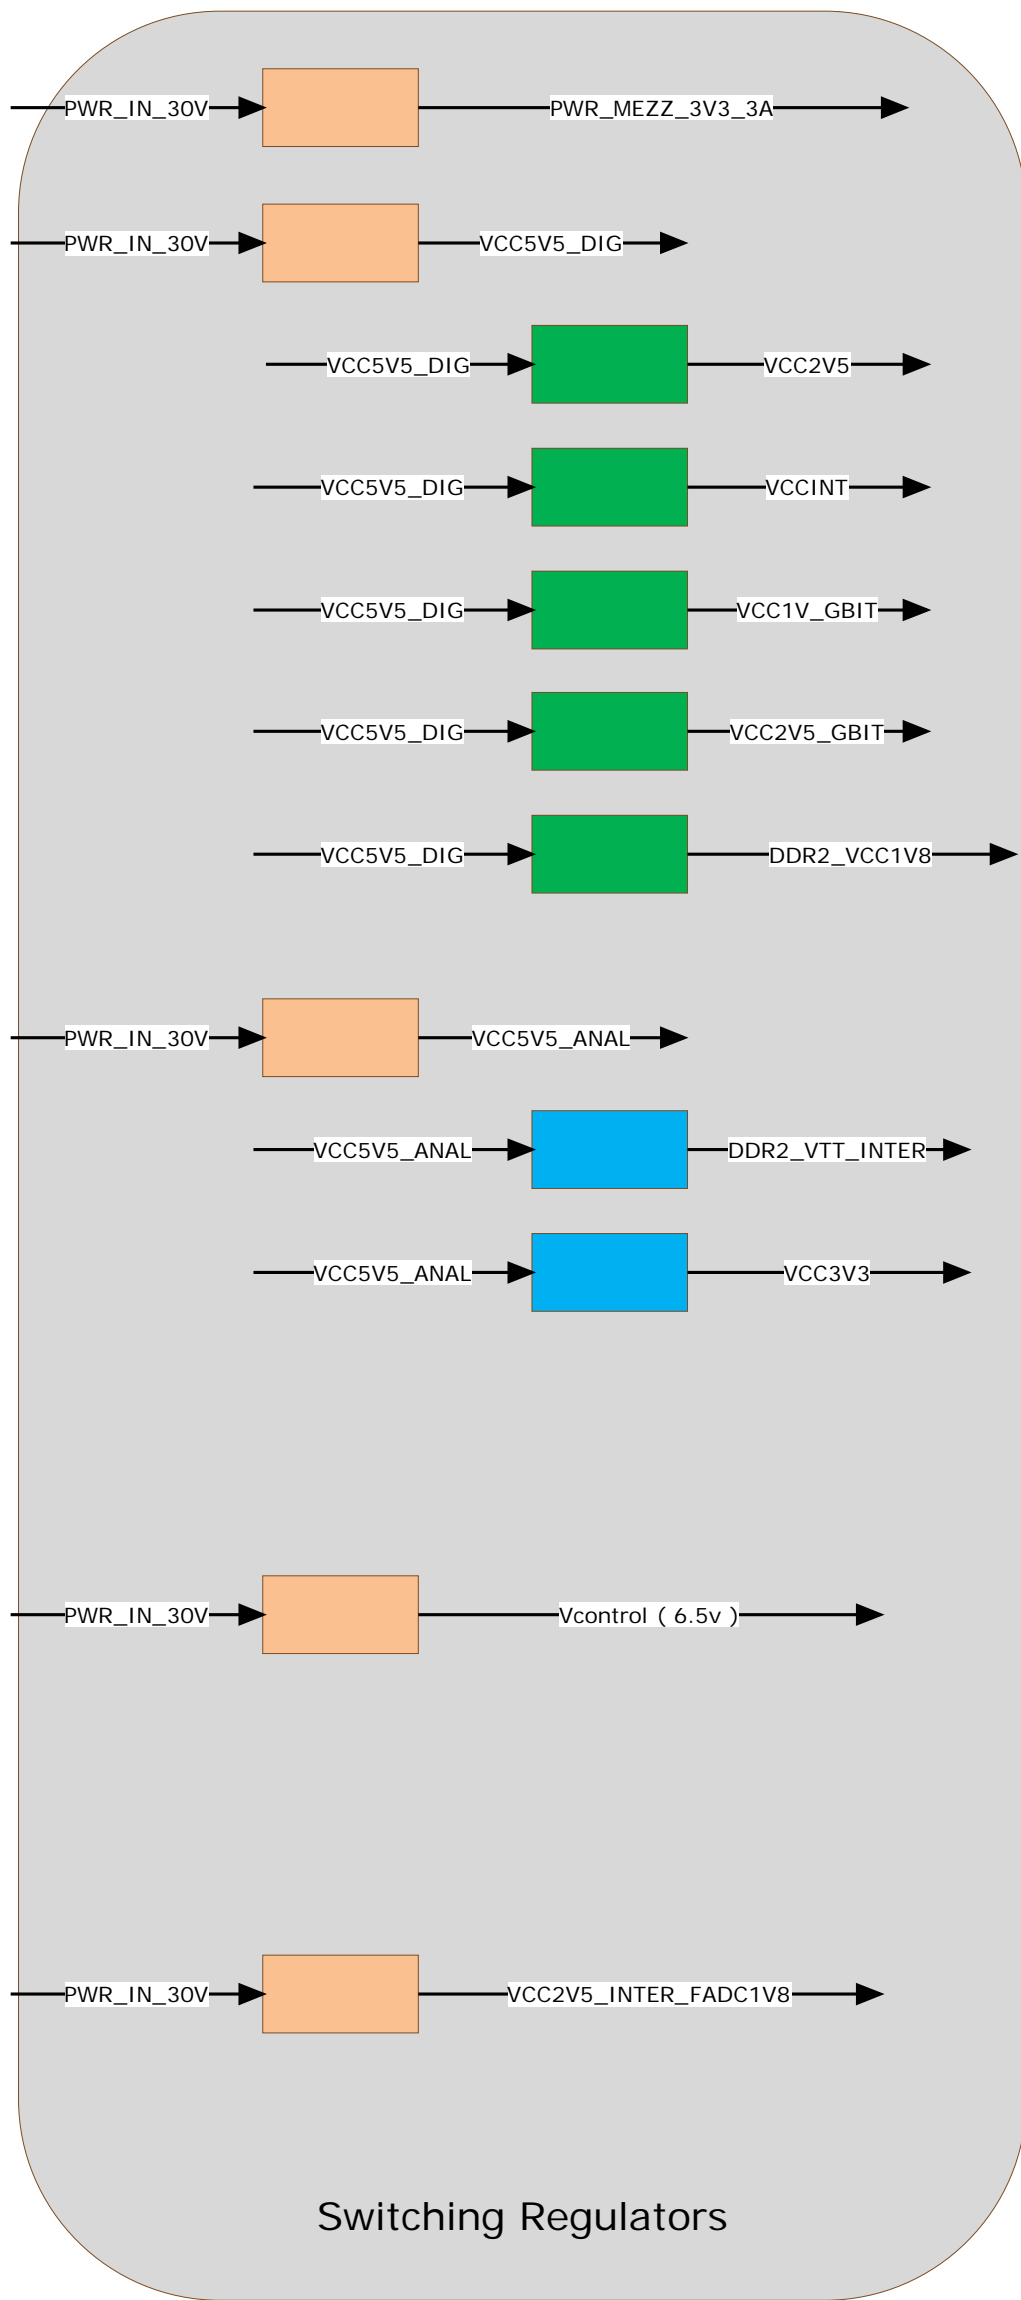 PWR_IN_30V PWR_MEZZ_3V3_3A
PWR_IN_30V VCC5V5_DIG
VCC5V5_DIG VCC2V5
VCC5V5_DIG VCCINT
VCC5V5_DIG VCC1V_GBIT
VCC5V5_DIG VCC2V5_GBIT
VCC5V5_DIG DDR2_VCC1V8
PWR_IN_30V VCC5V5_ANAL
VCC5V5_ANAL DDR2_VTT_INTER
VCC5V5_ANAL VCC3V3
PWR_IN_30V Vcontrol ( 6.5v )
PWR_IN_30V VCC2V5_INTER_FADC1V8
Switching Regulators